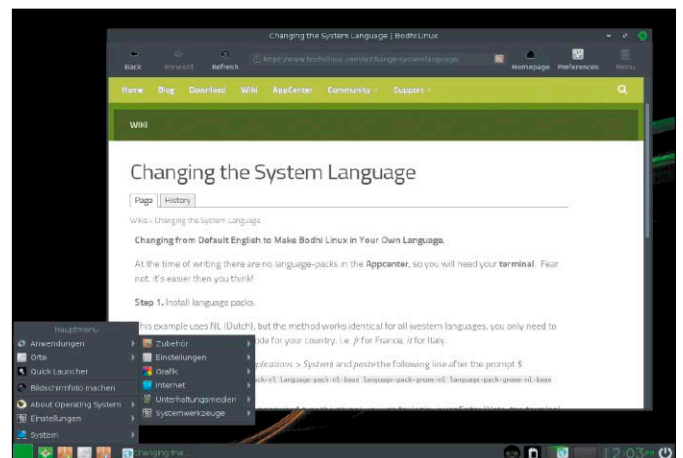 Changing the System Language | Bodhi Linux
Back Forward Refresh
Homepage Preferences Menu
Home Blog Download Wiki AppCenter Community Support
WIKI
Changing the System Language
Page History
Wikis » Changing the System Language
Changing from Default English to Make Bodhi Linux in Your Own Language.
At the time of writing there are no language-packs in the Appcenter, so you will need your terminal. Fear
not, it's easier then you think!
Step 1. Install language packs.
This example uses NL (Dutch), but the method works identical for all western languages, you only need to
ode for your country, i.e. fr for France, it for Italy.
plications > System) and paste the following line after the prompt $
language-pack-nl-base language-pack-gnome-nl language-pack-gnome-nl-base
Hauptmenü
Anwendungen
Orte
Quick Launcher
Bildschirmfoto machen
About Operating System
Einstellungen
System
Zubehör
Einstellungen
Grafik
Internet
Unterhaltungsmedien
Systemwerkzeuge
Changing the...
12:03